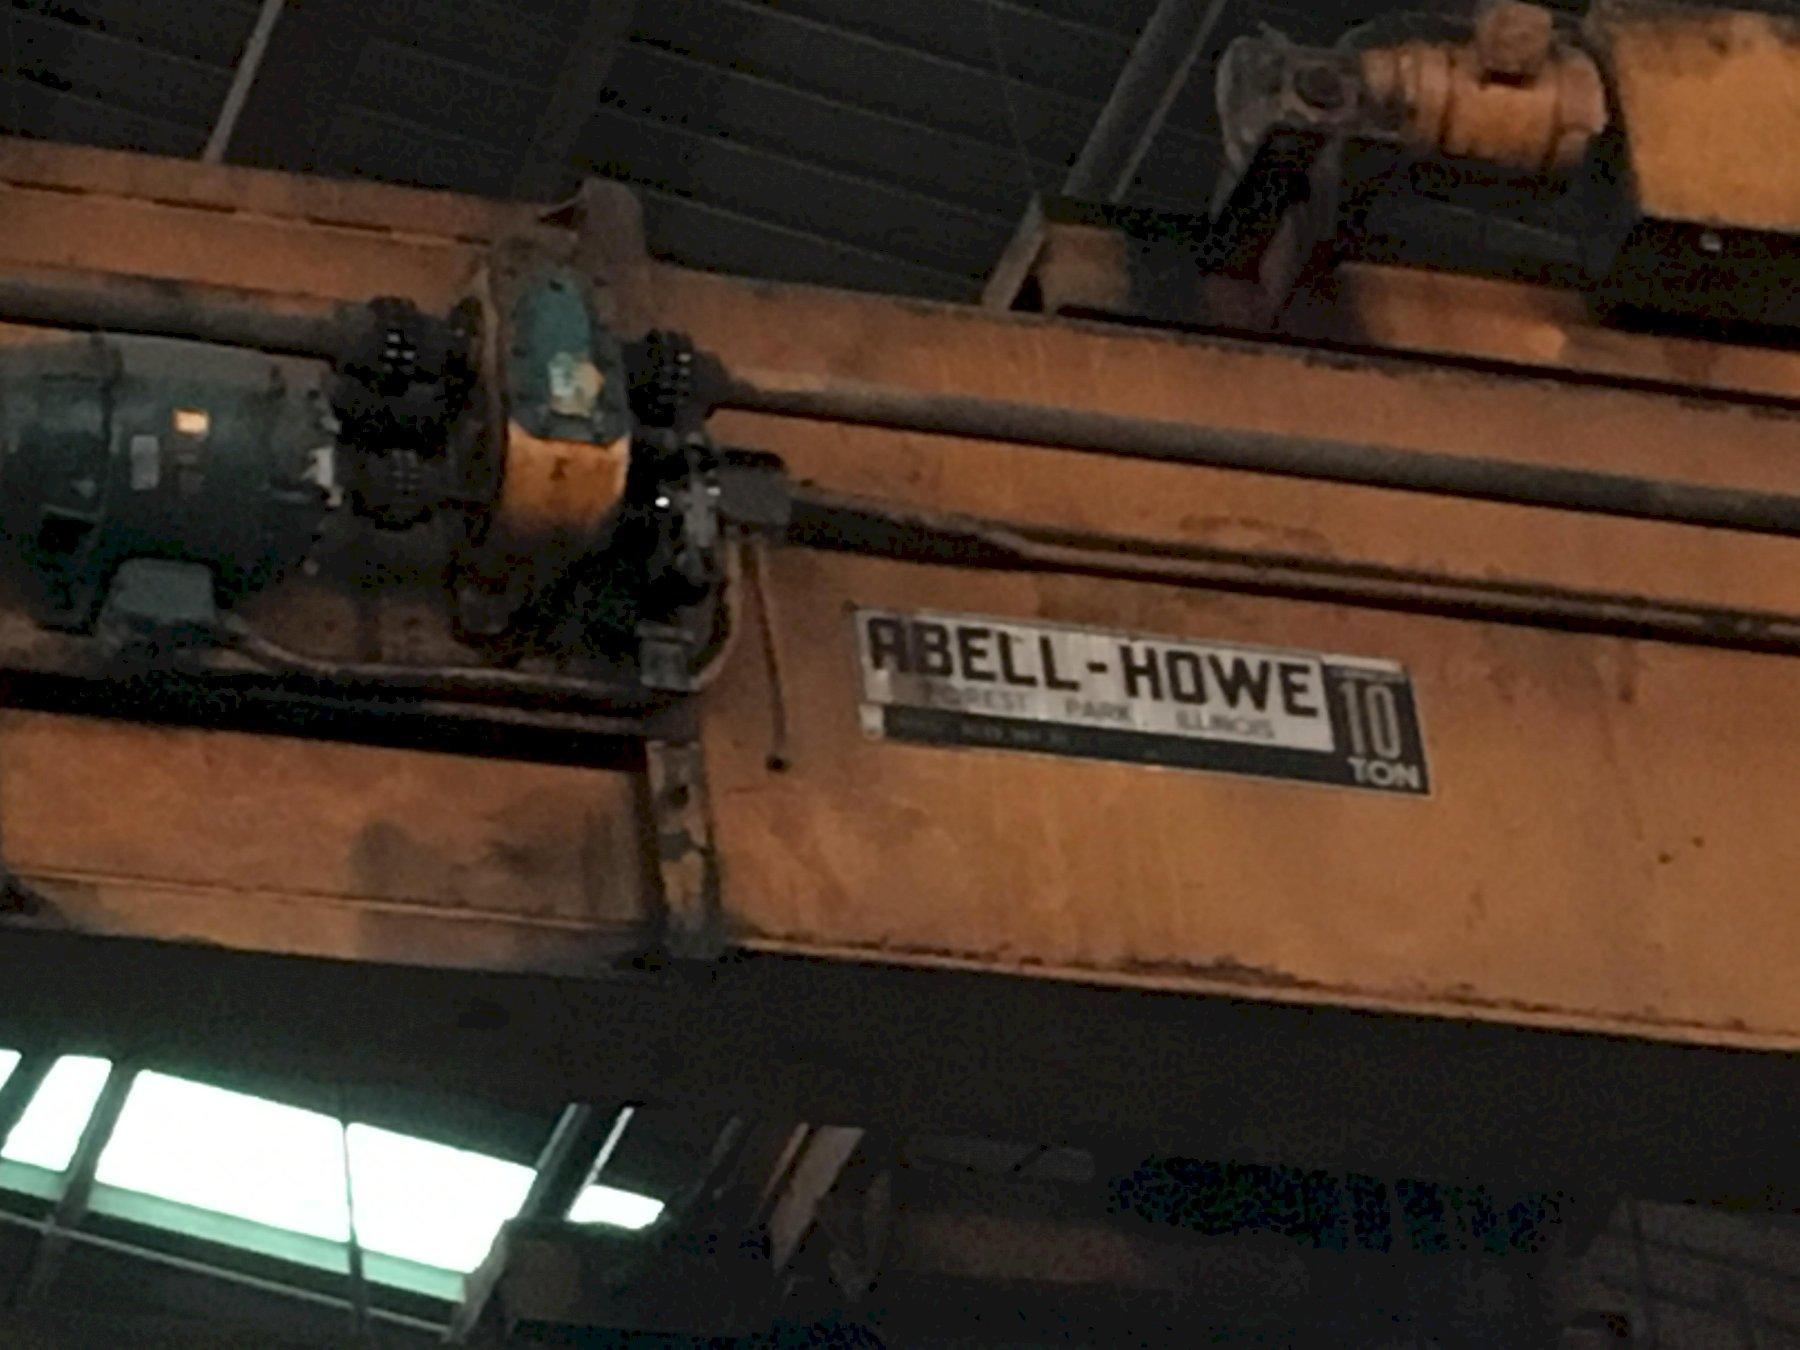 ABELL-HOWE
FOREST PARK ILLINOIS
10
TON